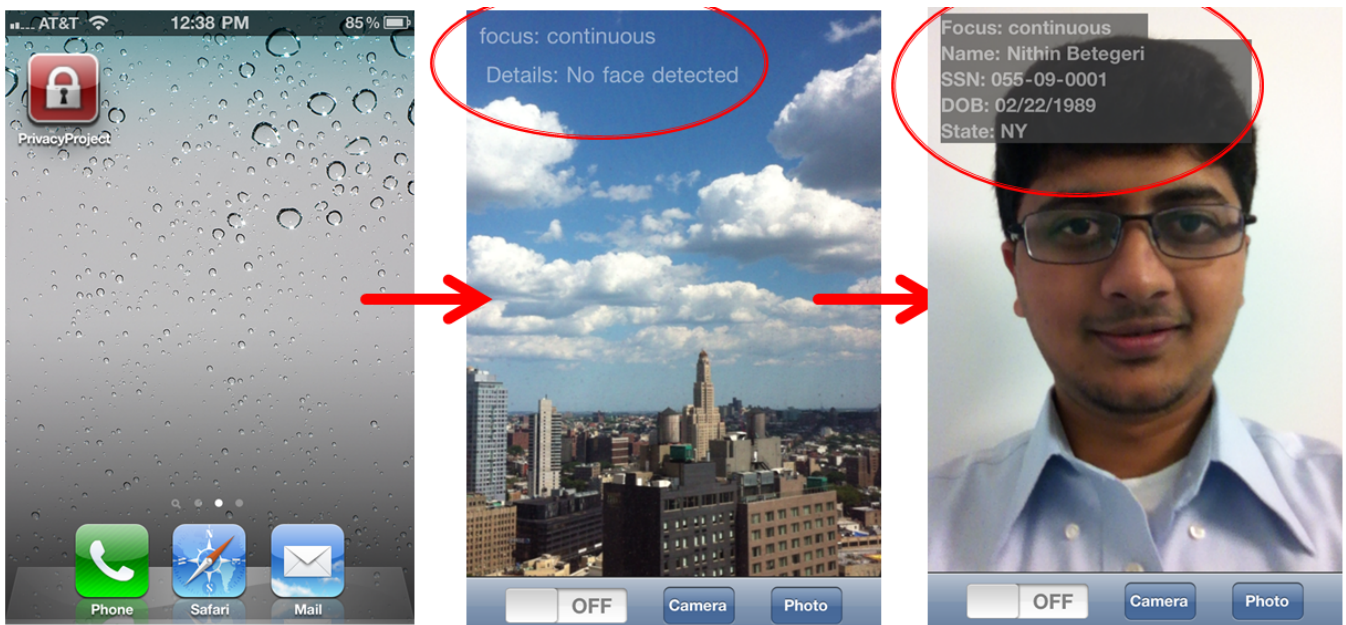 AT&T 12:38 PM 85%
PrivacyProject
Phone Safari Mail
focus: continuous
Details: No face detected
OFF Camera Photo
Focus: continuous
Name: Nithin Betegeri
SSN: 055-09-0001
DOB: 02/22/1989
State: NY
OFF Camera Photo